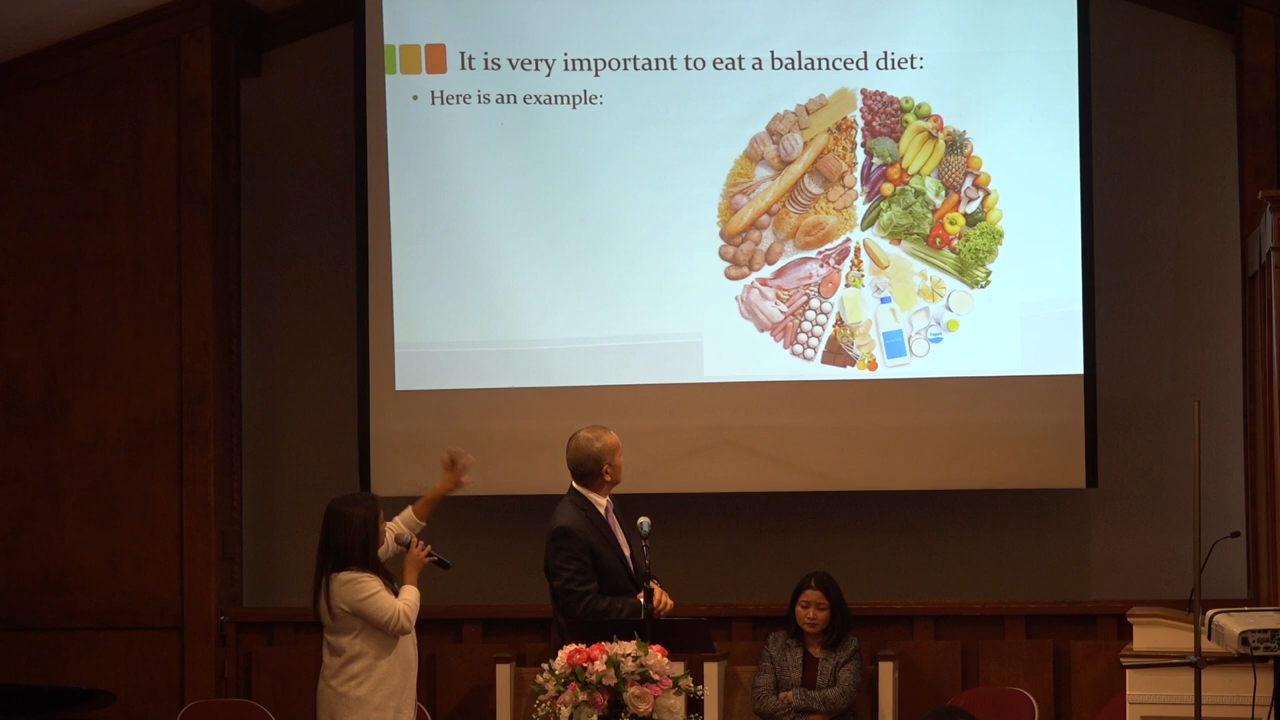 It is very important to eat a balanced diet:
• Here is an example: